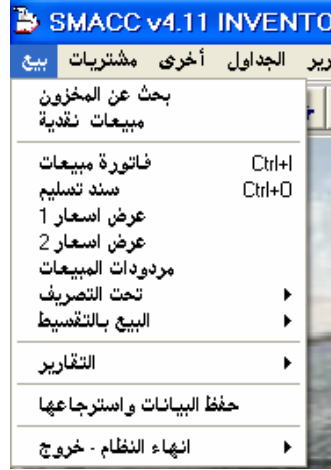 SMACC v4.11 INVENTO
بيع مشتريات أخرى الجداول رير
بحث عن المخزون
مبيعات نقدية
فاتورة مبيعات Ctrl+I
سند تسليم Ctrl+O
عرض اسعار 1
عرض اسعار 2
مردودات المبيعات
تحت التصريف
البيع بالتقسيط
التقارير
حفظ البيانات واسترجاعها
انهاء النظام - خروج